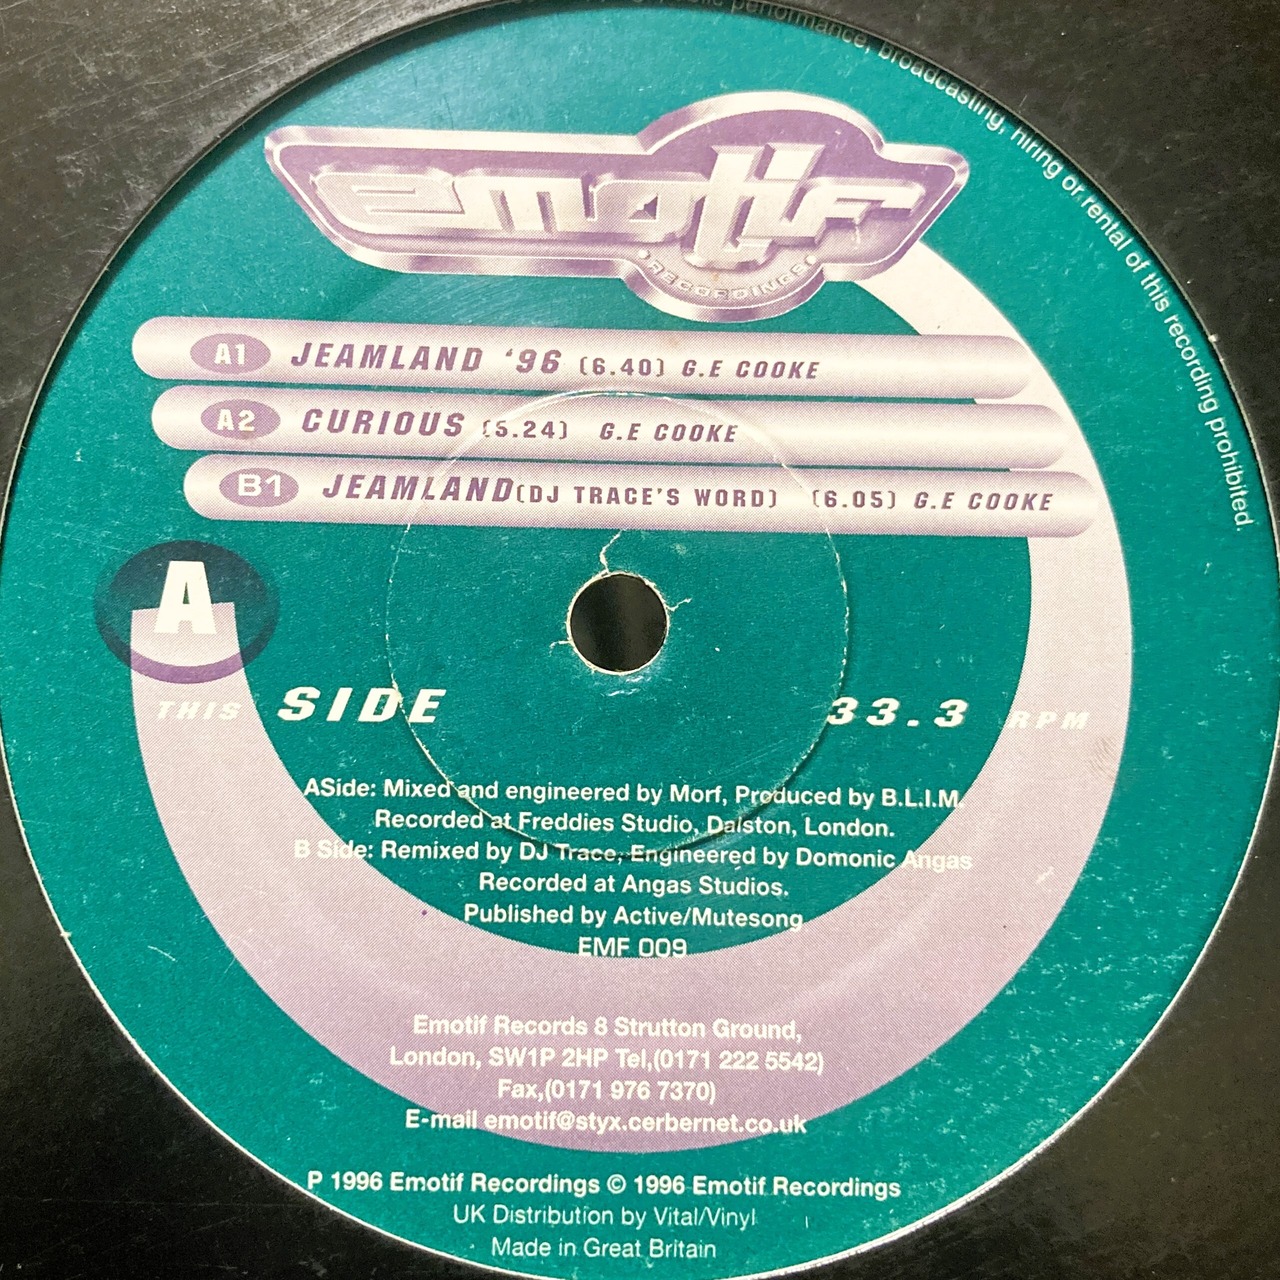 performance, broadcasting, hiring or rental of this recording prohibited.
emotif
RECORDINGS
A1 JEAMLAND '96 (6.40) G.E COOKE
A2 CURIOUS (5.24) G.E COOKE
B1 JEAMLAND(DJ TRACE'S WORD) (6.05) G.E COOKE
A
THIS SIDE 33.3 RPM
ASide: Mixed and engineered by Morf, Produced by B.L.I.M.
Recorded at Freddies Studio, Dalston, London.
B Side: Remixed by DJ Trace, Engineered by Domonic Angas
Recorded at Angas Studios.
Published by Active/Mutesong
EMF 009
Emotif Records 8 Strutton Ground,
London, SW1P 2HP Tel,(0171 222 5542)
Fax,(0171 976 7370)
E-mail emotif@styx.cerbernet.co.uk
P 1996 Emotif Recordings © 1996 Emotif Recordings
UK Distribution by Vital/Vinyl
Made in Great Britain